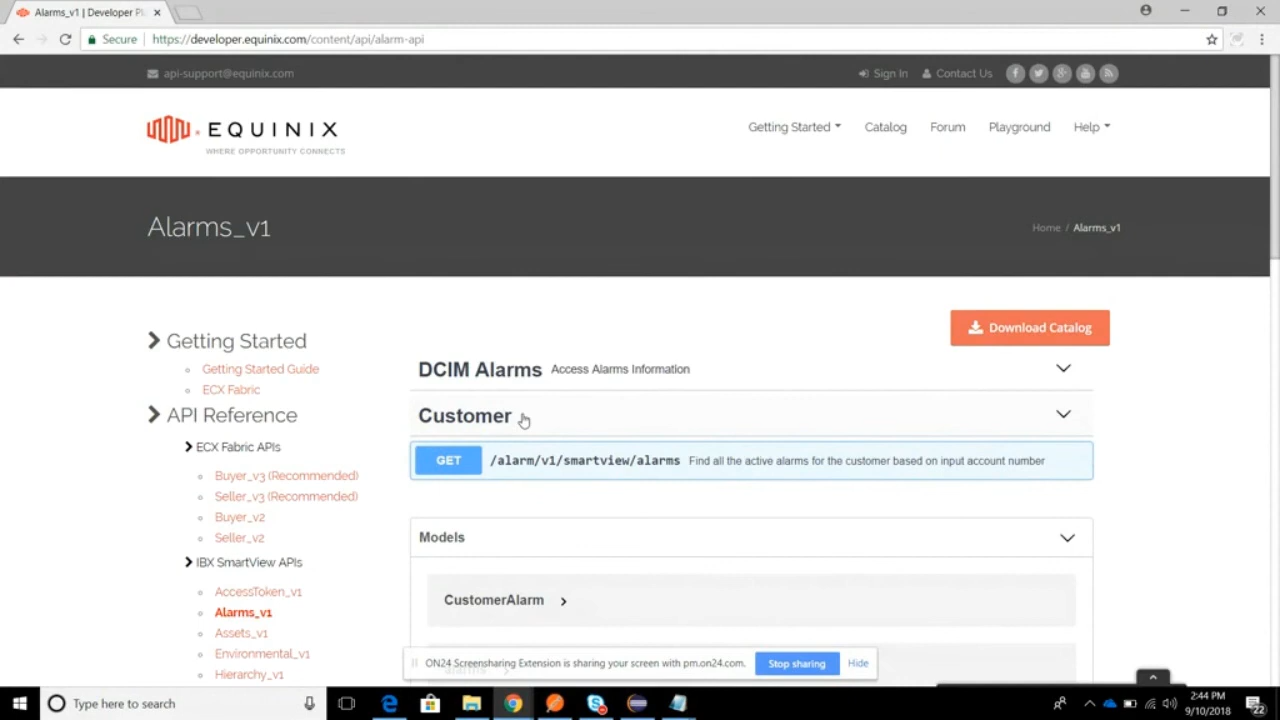 Alarms_v1 | Developer Pl
Secure https://developer.equinix.com/content/api/alarm-api
api-support@equinix.com
Sign In Contact Us
EQUINIX
WHERE OPPORTUNITY CONNECTS
Getting Started Catalog Forum Playground Help
Alarms_v1
Home / Alarms_v1
Download Catalog
Getting Started
Getting Started Guide
ECX Fabric
API Reference
ECX Fabric APIs
Buyer_v3 (Recommended)
Seller_v3 (Recommended)
Buyer_v2
Seller_v2
IBX SmartView APIs
AccessToken_v1
Alarms_v1
Assets_v1
Environmental_v1
Hierarchy_v1
DCIM Alarms Access Alarms Information
Customer
GET /alarm/v1/smartview/alarms Find all the active alarms for the customer based on input account number
Models
CustomerAlarm
ON24 Screensharing Extension is sharing your screen with pm.on24.com. Stop sharing Hide
Type here to search
2:44 PM
9/10/2018
22